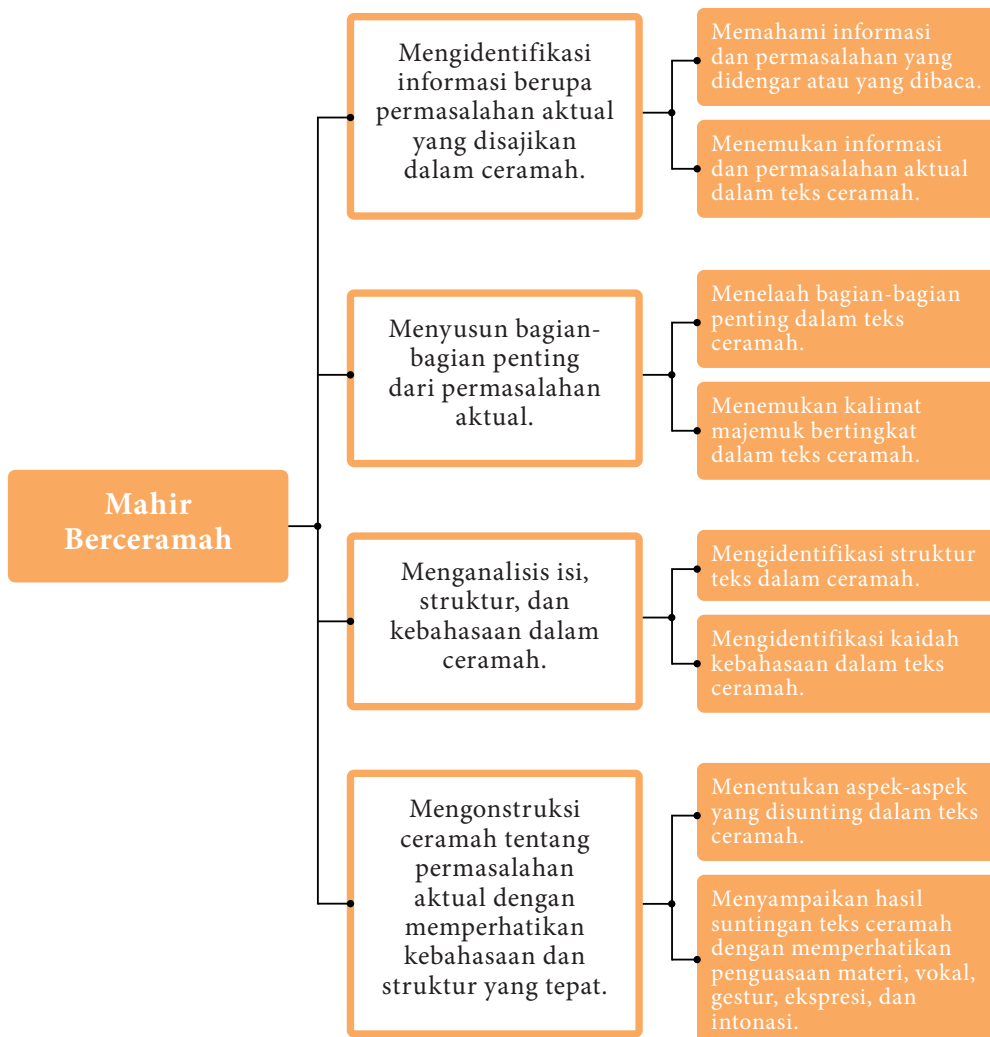 Mahir
Berceramah
Mengidentifikasi
informasi berupa
permasalahan aktual
yang disajikan
dalam ceramah.
Memahami informasi
dan permasalahan yang
didengar atau yang dibaca.
Menemukan informasi
dan permasalahan aktual
dalam teks ceramah.
Menyusun bagian-
bagian penting
dari permasalahan
aktual.
Menelaah bagian-bagian
penting dalam teks
ceramah.
Menemukan kalimat
majemuk bertingkat
dalam teks ceramah.
Menganalisis isi,
struktur, dan
kebahasaan dalam
ceramah.
Mengidentifikasi struktur
teks dalam ceramah.
Mengidentifikasi kaidah
kebahasaan dalam teks
ceramah.
Mengonstruksi
ceramah tentang
permasalahan
aktual dengan
memperhatikan
kebahasaan dan
struktur yang tepat.
Menentukan aspek-aspek
yang disunting dalam teks
ceramah.
Menyampaikan hasil
suntingan teks ceramah
dengan memperhatikan
penguasaan materi, vokal,
gestur, ekspresi, dan
intonasi.